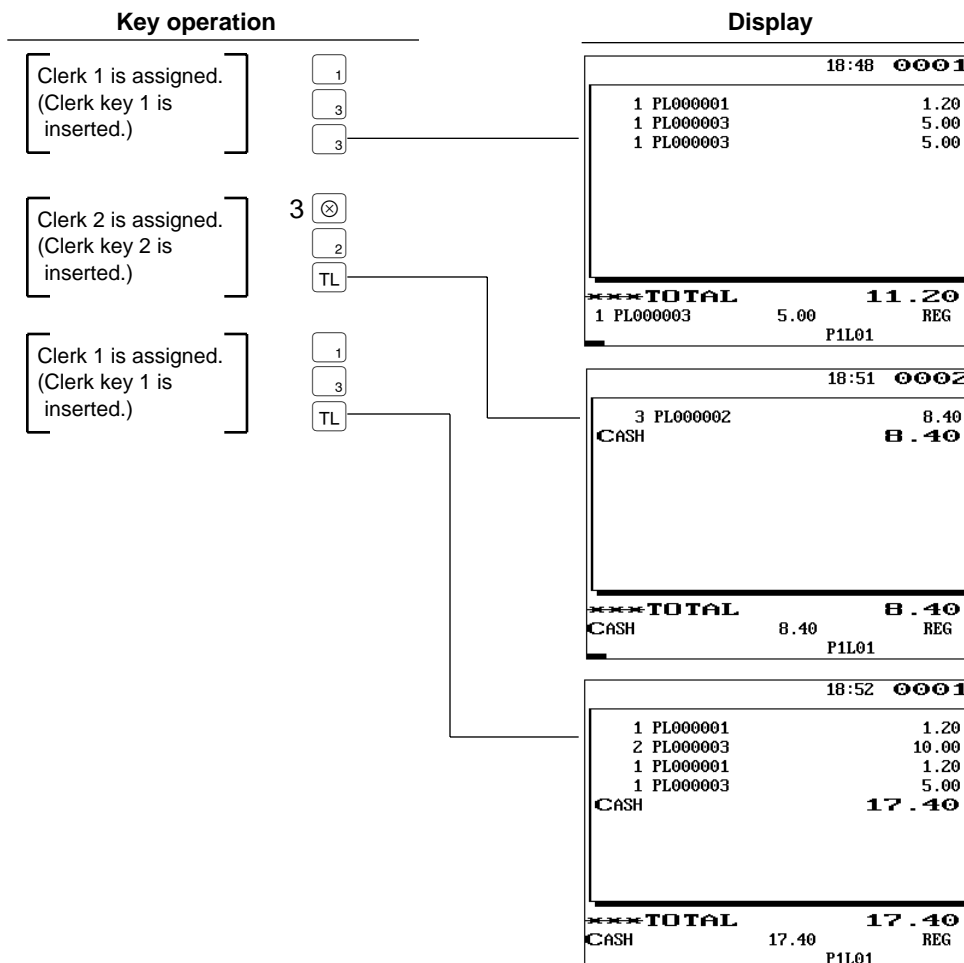 Key operation
Display
Clerk 1 is assigned.
(Clerk key 1 is
inserted.)
1
3
3
18:48 0001
1 PL000001 1.20
1 PL000003 5.00
1 PL000003 5.00
***TOTAL 11.20
1 PL000003 5.00 REG
P1L01
Clerk 2 is assigned.
(Clerk key 2 is
inserted.)
3 ⊗
2
TL
18:51 0002
3 PL000002 8.40
CASH 8.40
***TOTAL 8.40
CASH 8.40 REG
P1L01
Clerk 1 is assigned.
(Clerk key 1 is
inserted.)
1
3
TL
18:52 0001
1 PL000001 1.20
2 PL000003 10.00
1 PL000001 1.20
1 PL000003 5.00
CASH 17.40
***TOTAL 17.40
CASH 17.40 REG
P1L01